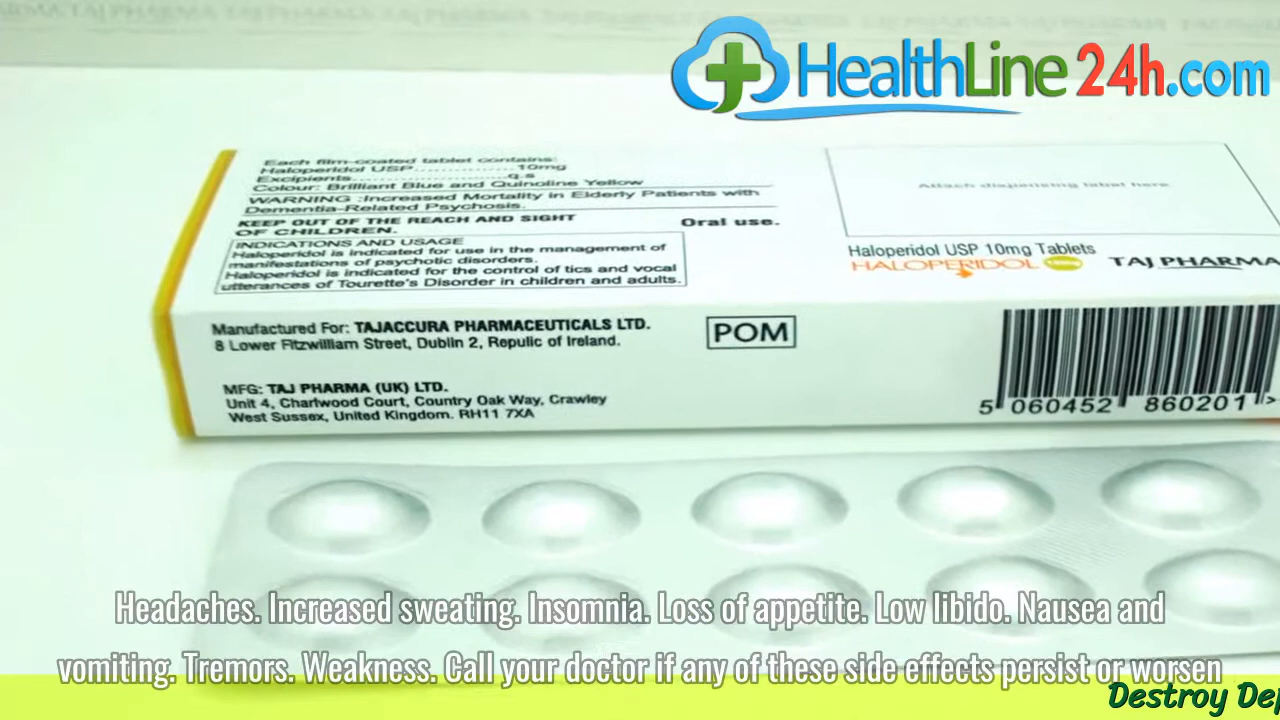 HealthLine24h.com
Each film-coated tablet contains:
Haloperidol USP..................10mg
Excipients............................q.s
Colour: Brilliant Blue and Quinoline Yellow
WARNING :Increased Mortality in Elderly Patients with
Dementia-Related Psychosis.
KEEP OUT OF THE REACH AND SIGHT
OF CHILDREN.
Oral use.
INDICATIONS AND USAGE
Haloperidol is indicated for use in the management of
manifestations of psychotic disorders.
Haloperidol is indicated for the control of tics and vocal
utterances of Tourette's Disorder in children and adults.
Attach dispensing label here
Haloperidol USP 10mg Tablets
HALOPERIDOL
TAJ PHARMA
Manufactured For: TAJACCURA PHARMACEUTICALS LTD.
8 Lower Fitzwilliam Street, Dublin 2, Repulic of Ireland.
POM
MFG: TAJ PHARMA (UK) LTD.
Unit 4, Charlwood Court, Country Oak Way, Crawley
West Sussex, United Kingdom. RH11 7XA
5 060452 860201 >
Headaches. Increased sweating. Insomnia. Loss of appetite. Low libido. Nausea and
vomiting. Tremors. Weakness. Call your doctor if any of these side effects persist or worsen
Destroy Dep